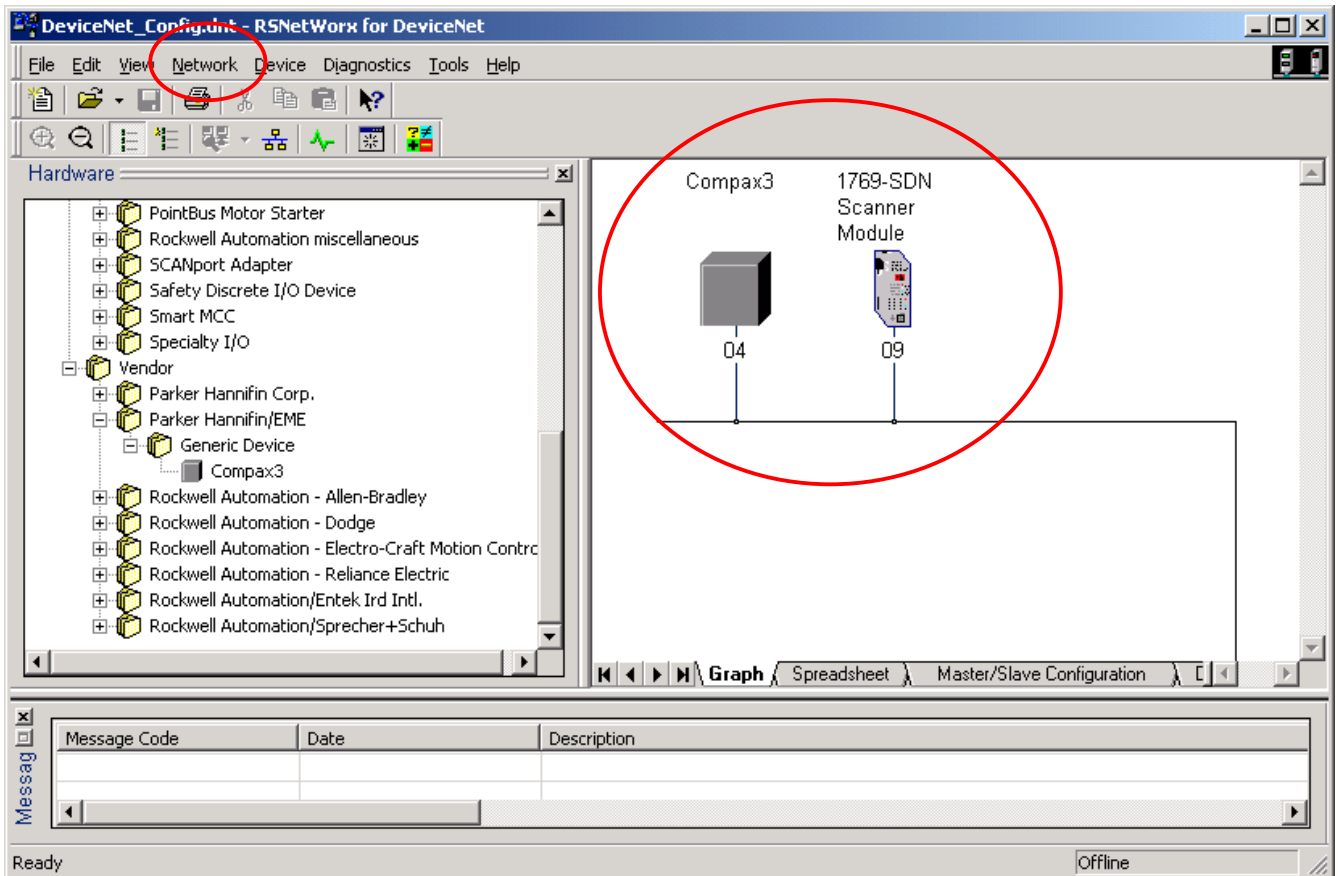 DeviceNet_Config.dnt - RSNetWorx for DeviceNet
File Edit View Network Device Diagnostics Tools Help
Hardware
PointBus Motor Starter
Rockwell Automation miscellaneous
SCANport Adapter
Safety Discrete I/O Device
Smart MCC
Specialty I/O
Vendor
Parker Hannifin Corp.
Parker Hannifin/EME
Generic Device
Compax3
Rockwell Automation - Allen-Bradley
Rockwell Automation - Dodge
Rockwell Automation - Electro-Craft Motion Contro
Rockwell Automation - Reliance Electric
Rockwell Automation/Entek Ird Intl.
Rockwell Automation/Sprecher+Schuh
Compax3
1769-SDN
Scanner
Module
04
09
Graph Spreadsheet Master/Slave Configuration
Messag
Message Code Date Description
Ready Offline